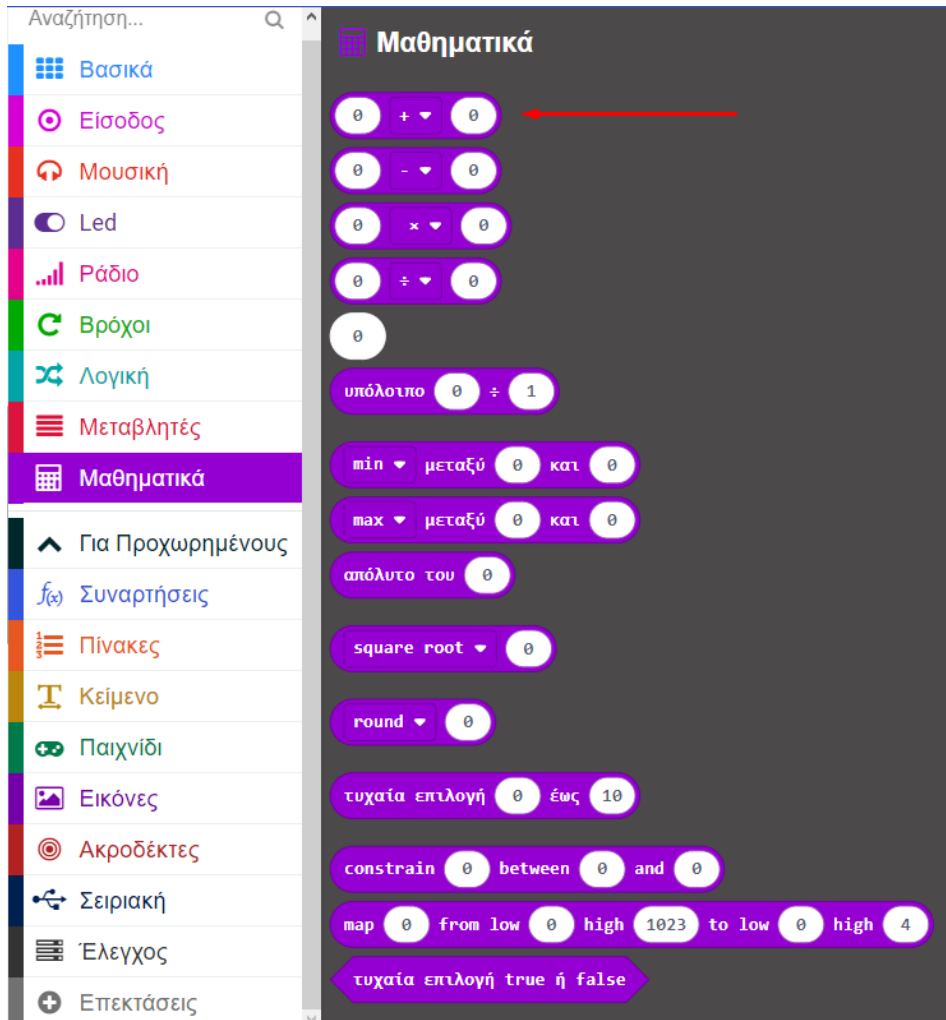 Αναζήτηση...
Βασικά
Είσοδος
Μουσική
Led
Ράδιο
Βρόχοι
Λογική
Μεταβλητές
Μαθηματικά
Για Προχωρημένους
f(x) Συναρτήσεις
1 2 3 Πίνακες
T Κείμενο
Παιχνίδι
Εικόνες
Ακροδέκτες
Σειριακή
Έλεγχος
Επεκτάσεις
Μαθηματικά
0 + 0
0 - 0
0 × 0
0 ÷ 0
0
υπόλοιπο 0 ÷ 1
min μεταξύ 0 και 0
max μεταξύ 0 και 0
απόλυτο του 0
square root 0
round 0
τυχαία επιλογή 0 έως 10
constrain 0 between 0 and 0
map 0 from low 0 high 1023 to low 0 high 4
τυχαία επιλογή true ή false